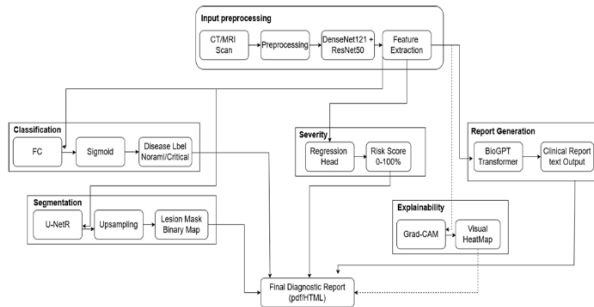 Input preprocessing
CT/MRI
Scan
Preprocessing
DenseNet121 +
ResNet50
Feature
Extraction
Classification
FC
Sigmoid
Disease Lbel
Noraml/Critical
Severity
Regression
Head
Risk Score
0-100%
Report Generation
BioGPT
Transformer
Clinical Report
text Output
Segmentation
U-NetR
Upsampling
Lesion Mask
Binary Map
Explainability
Grad-CAM
Visual
HeatMap
Final Diagnostic Report
(pdf/HTML)